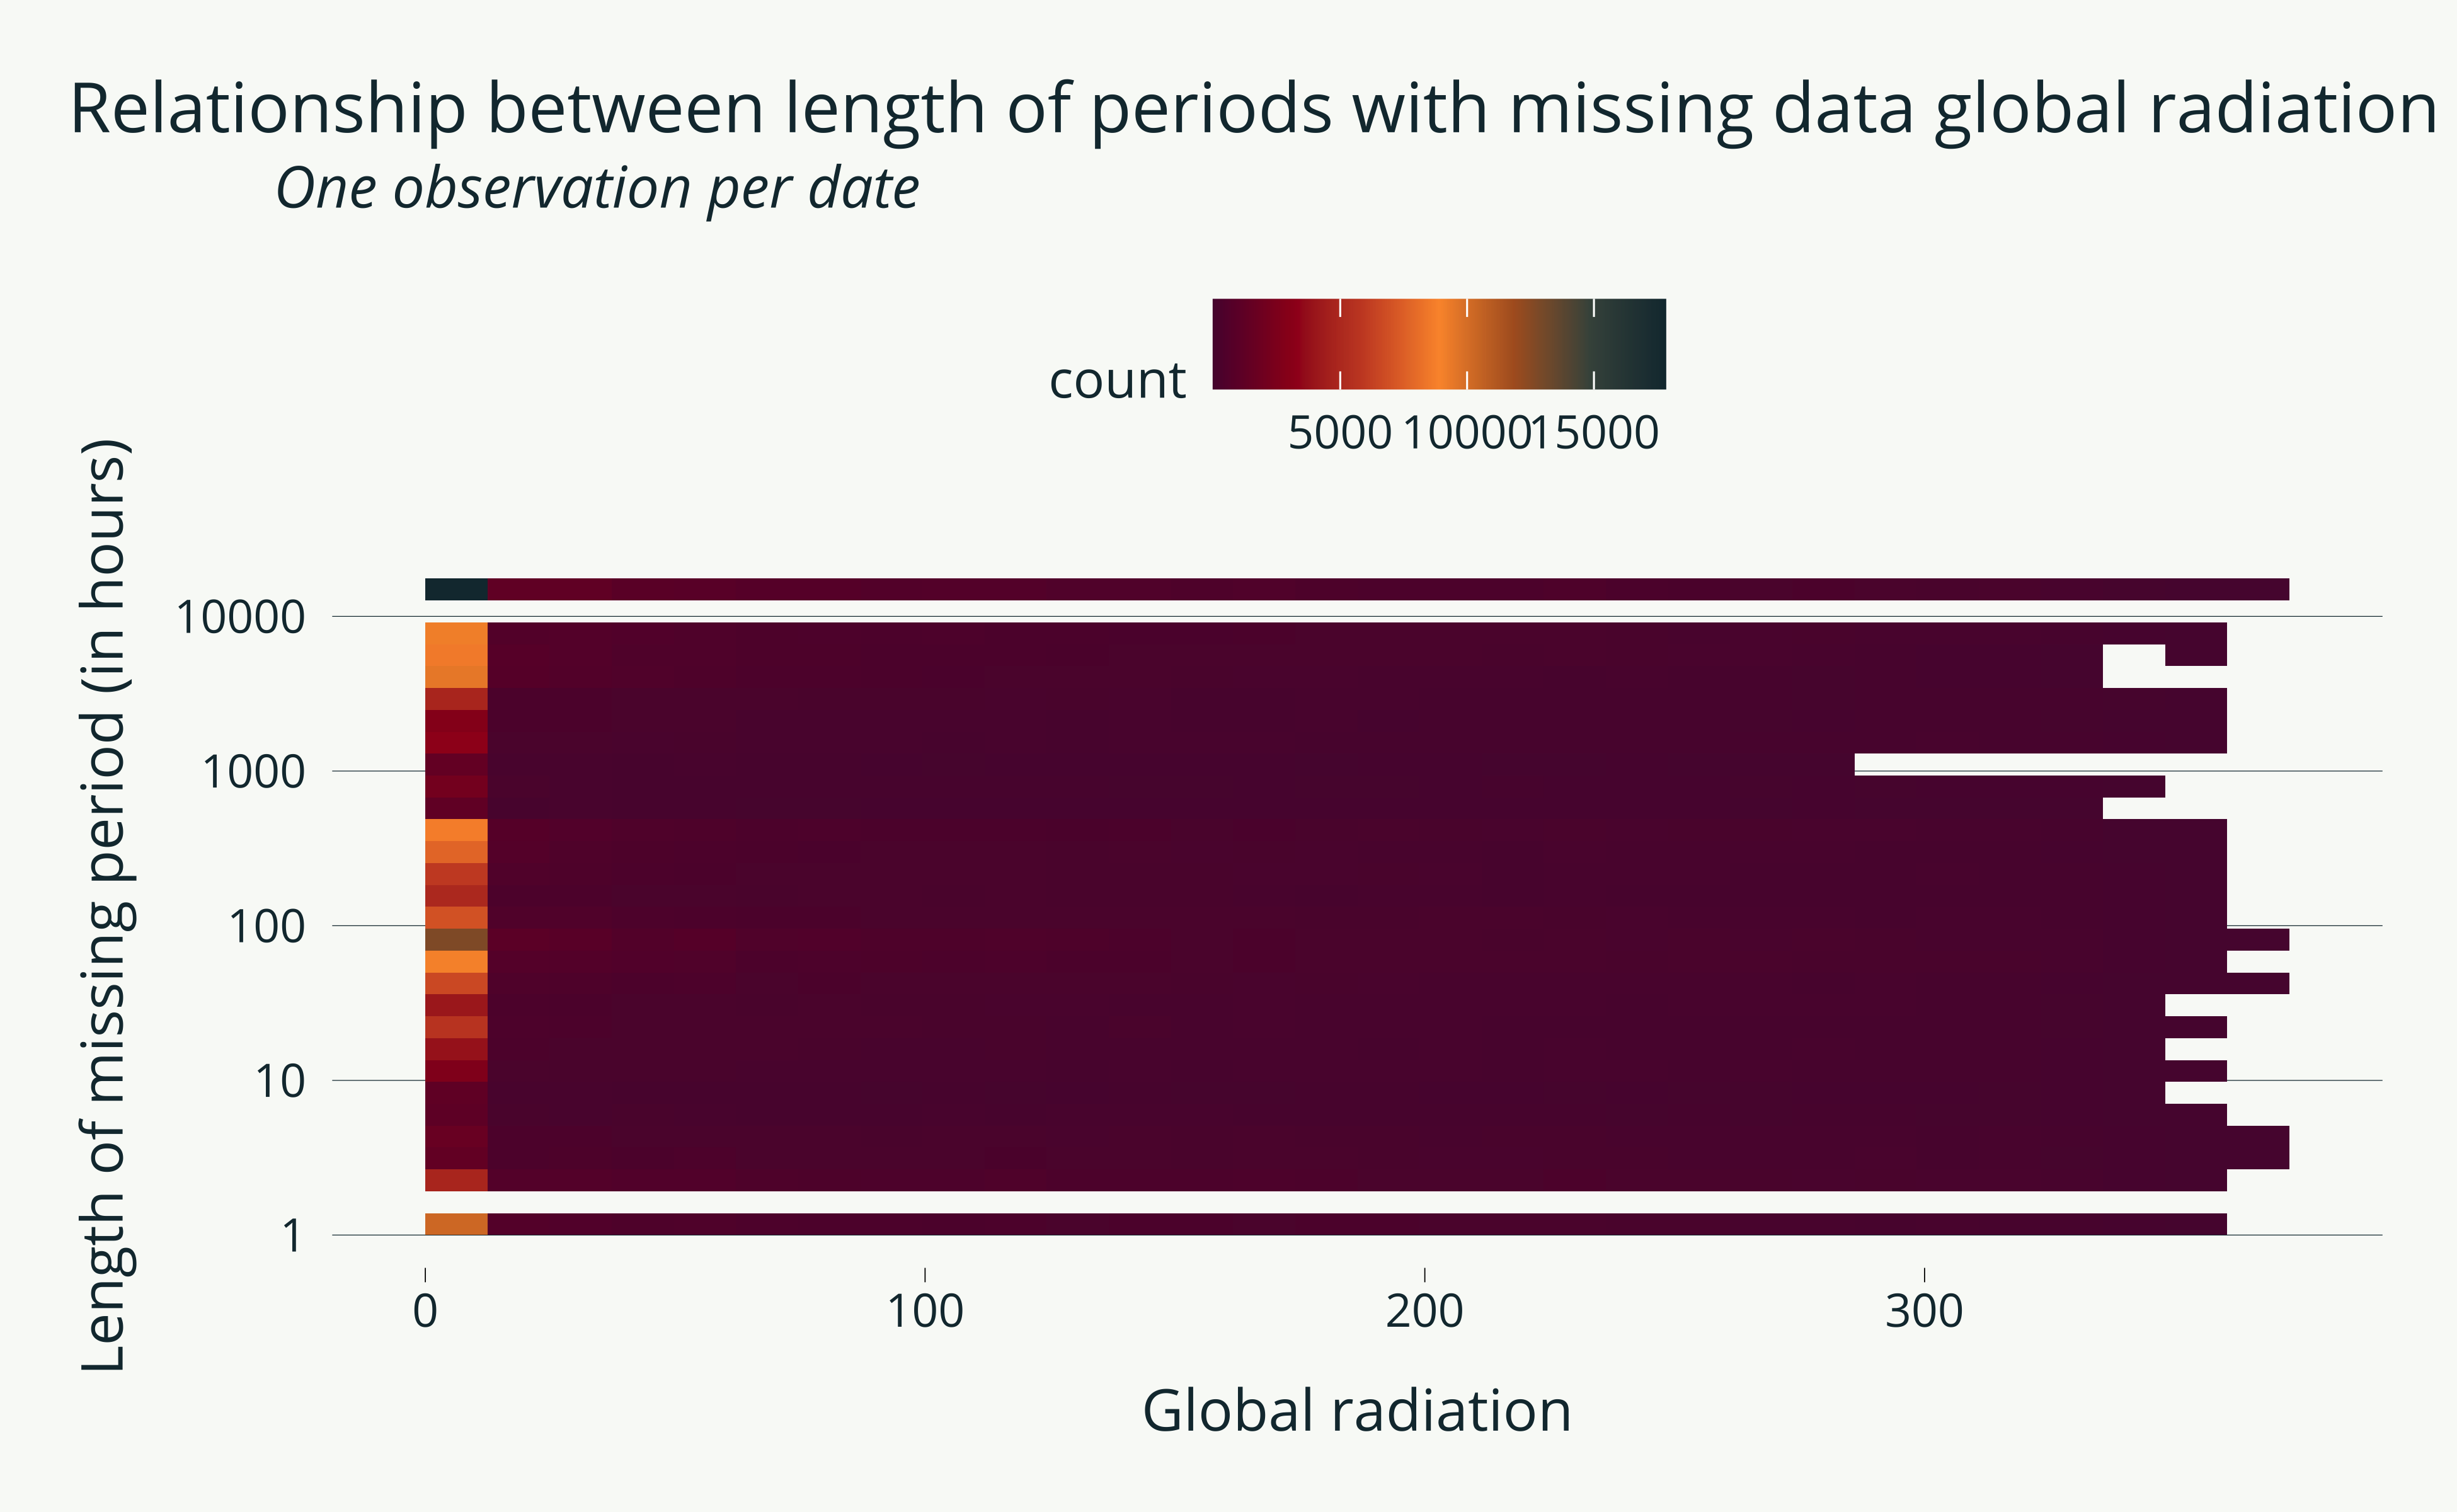 Relationship between length of periods with missing data global radiation
One observation per date
count
5000 10000 15000
Length of missing period (in hours)
10000
1000
100
10
1
0 100 200 300
Global radiation